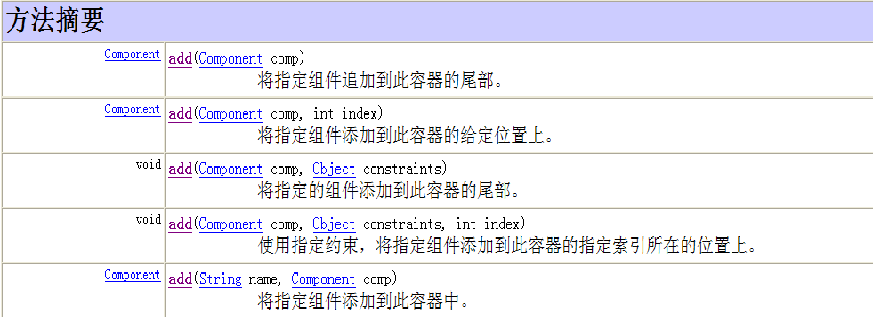 方法摘要
Component add(Component comp)
将指定组件追加到此容器的尾部。
Component add(Component comp, int index)
将指定组件添加到此容器的给定位置上。
void add(Component comp, Object constraints)
将指定的组件添加到此容器的尾部。
void add(Component comp, Object constraints, int index)
使用指定约束，将指定组件添加到此容器的指定索引所在的位置上。
Component add(String name, Component comp)
将指定组件添加到此容器中。